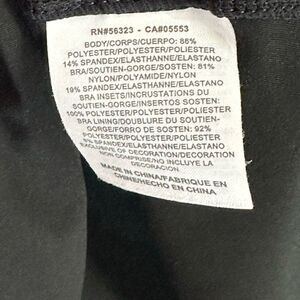 RN#56323 - CA#05553
BODY/CORPS/CUERPO: 86%
POLYESTER/POLYESTER/POLIESTER
14% SPANDEX/ELASTHANNE/ELASTANO
BRA/SOUTIEN-GORGE/SOSTEN: 81%
NYLON/POLYAMIDE/NYLON
19% SPANDEX/ELASTHANNE/ELASTANO
BRA INSETS/INCRUSTATIONS DU
SOUTIEN-GORGE/INSERTOS SOSTEN:
100% POLYESTER/POLYESTER/POLIESTER
BRA LINING/DOUBLURE DU SOUTIEN-
GORGE/FORRO DE SOSTEN: 92%
POLYESTER/POLYESTER/POLIESTER
8% SPANDEX/ELASTHANNE/ELASTANO
EXCLUSIVE OF DECORATION/DECORATION
NON COMPRISE/NO INCLUYE LA
DECORACION
MADE IN CHINA/FABRIQUE EN
CHINE/HECHO EN CHINA